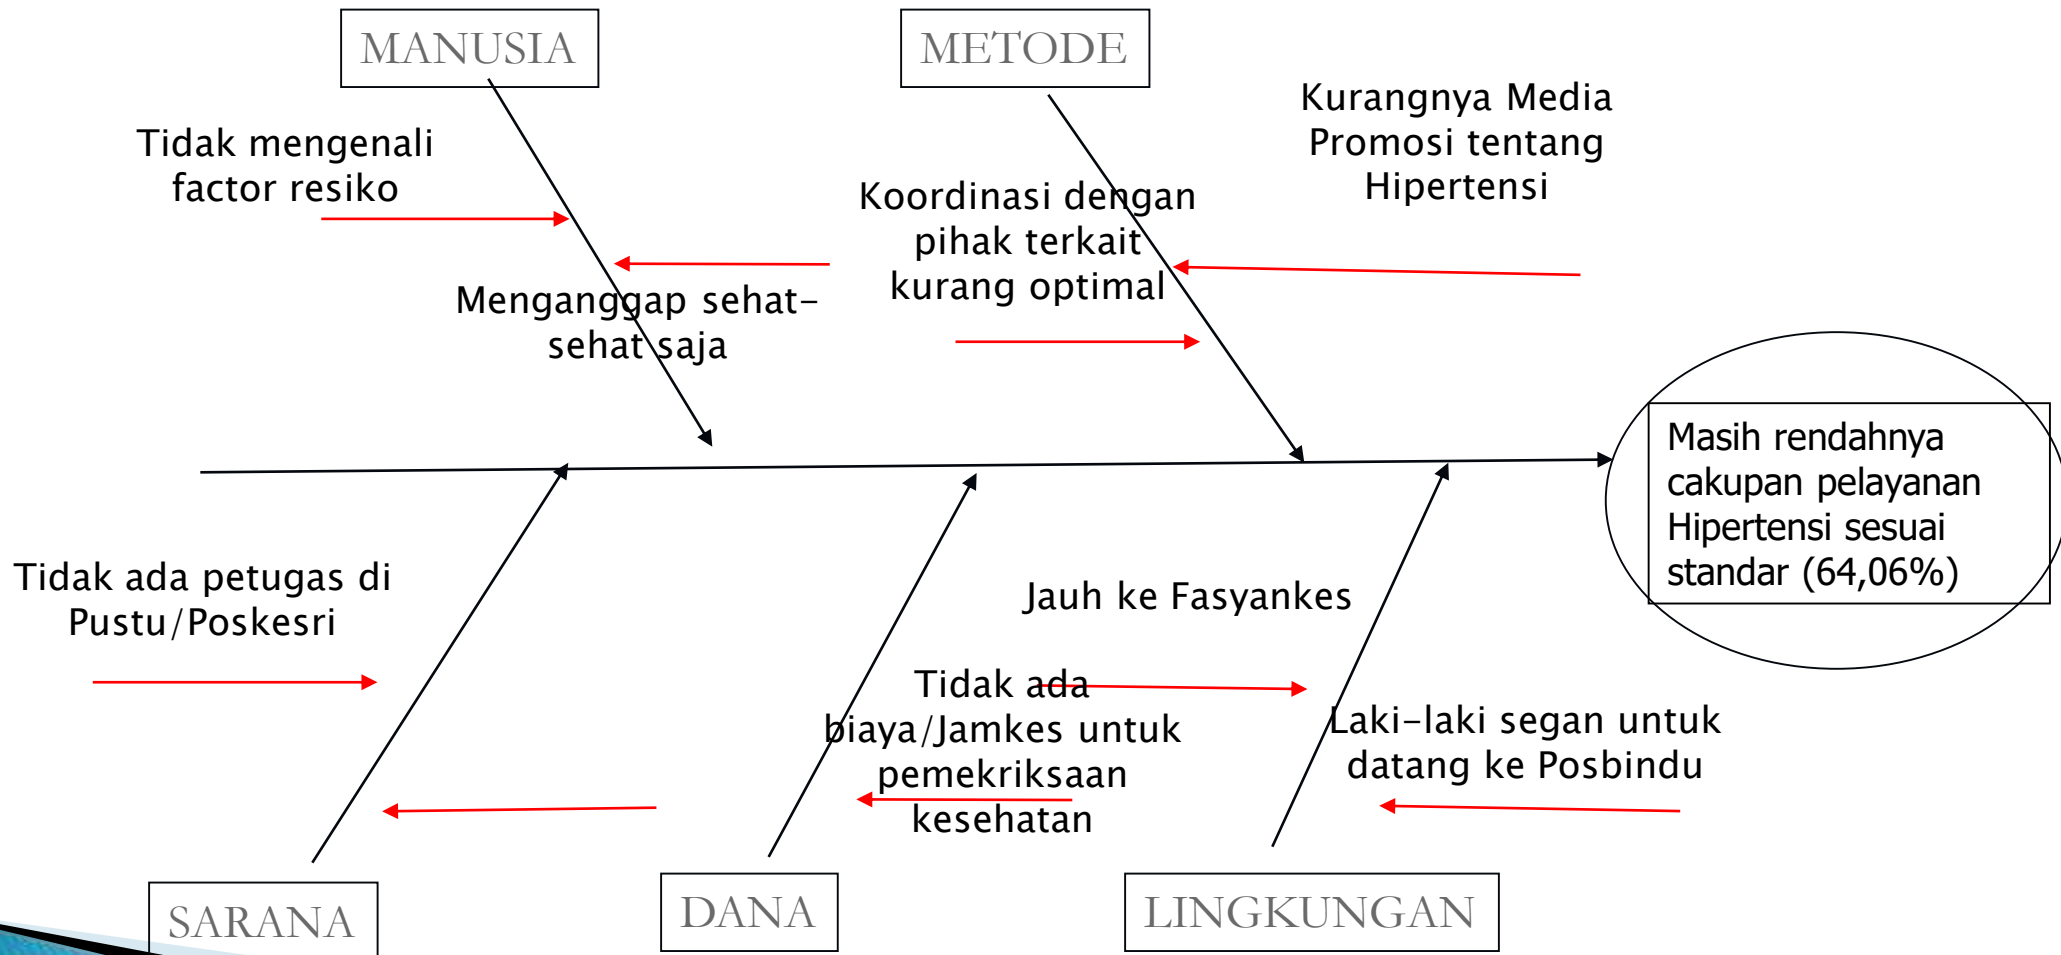 MANUSIA
METODE
Kurangnya Media
Promosi tentang
Hipertensi
Tidak mengenali
factor resiko
Koordinasi dengan
pihak terkait
kurang optimal
Menganggap sehat-
sehat saja
Masih rendahnya
cakupan pelayanan
Hipertensi sesuai
standar (64,06%)
Tidak ada petugas di
Pustu/Poskesri
Jauh ke Fasyankes
Tidak ada
biaya/Jamkes untuk
pemekriksaan
kesehatan
Laki-laki segan untuk
datang ke Posbindu
SARANA
DANA
LINGKUNGAN